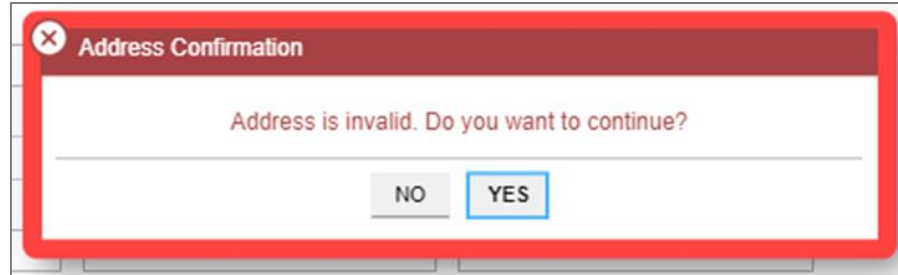 Address Confirmation
Address is invalid. Do you want to continue?
NO YES